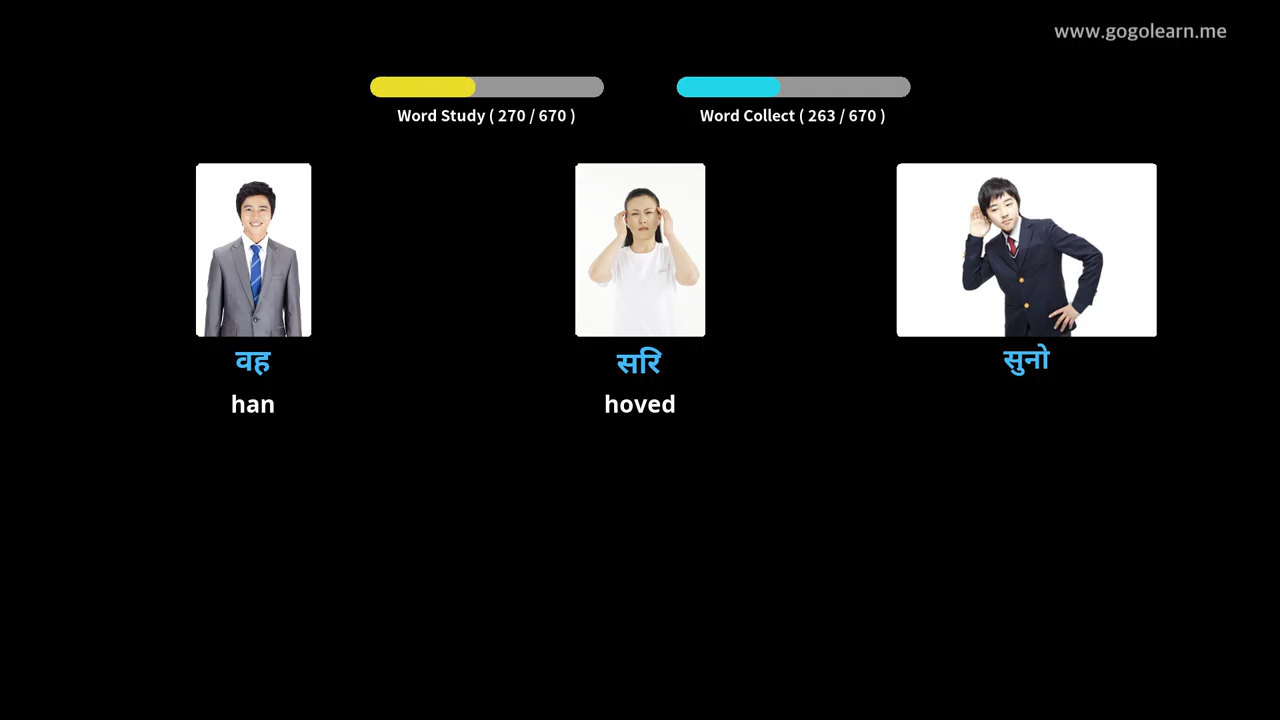 www.gogolearn.me
Word Study ( 270 / 670 )
Word Collect ( 263 / 670 )
वह
सरि
सुनो
han
hoved